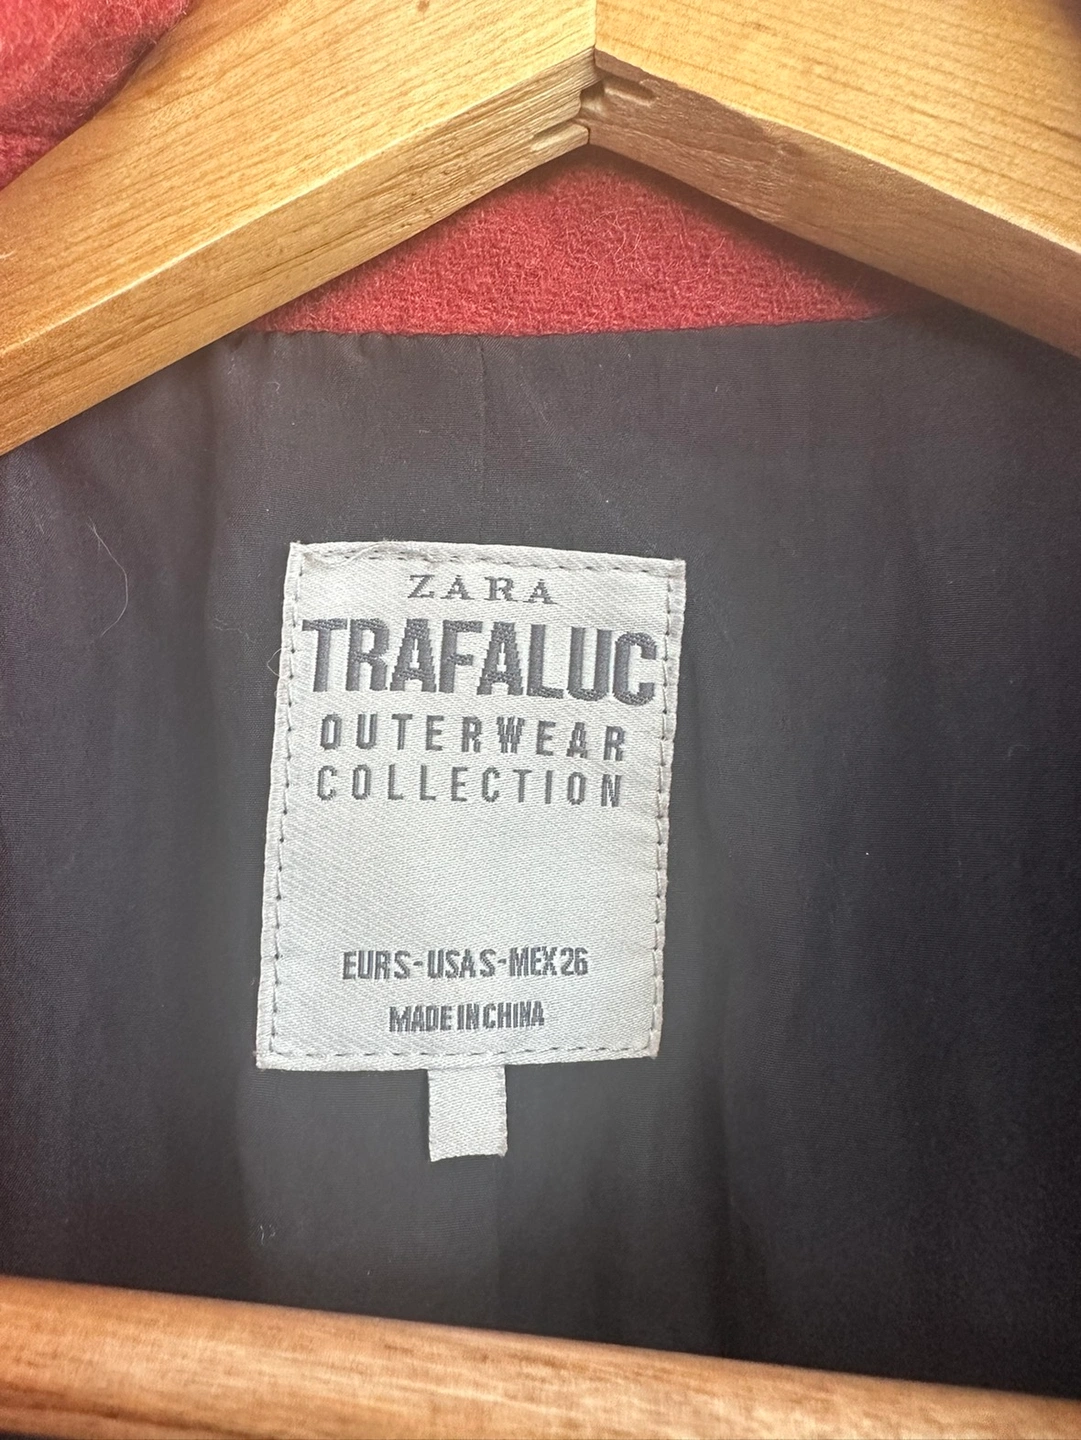 ZARA
TRAFALUC
OUTERWEAR
COLLECTION
EUR S-USA S-MEX 26
MADE IN CHINA